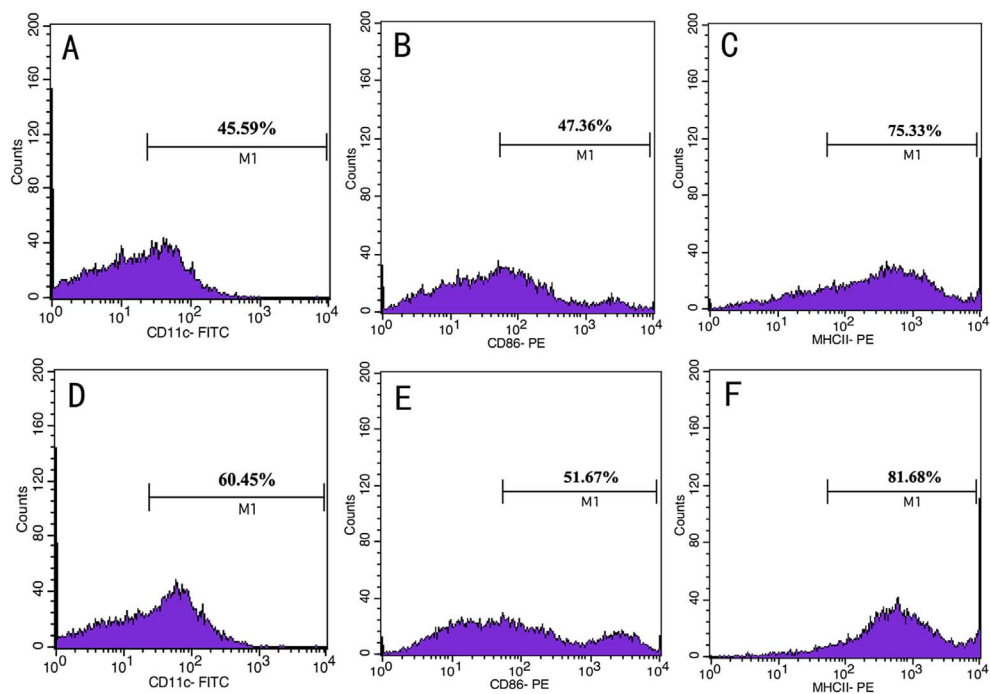 A
Counts
200
160
120
80
40
0
45.59%
M1
10^0 10^1 10^2 10^3 10^4
CD11c- FITC
B
Counts
200
160
120
80
40
0
47.36%
M1
10^0 10^1 10^2 10^3 10^4
CD86- PE
C
Counts
200
160
120
80
40
0
75.33%
M1
10^0 10^1 10^2 10^3 10^4
MHCII- PE
D
Counts
200
160
120
80
40
0
60.45%
M1
10^0 10^1 10^2 10^3 10^4
CD11c- FITC
E
Counts
200
160
120
80
40
0
51.67%
M1
10^0 10^1 10^2 10^3 10^4
CD86- PE
F
Counts
200
160
120
80
40
0
81.68%
M1
10^0 10^1 10^2 10^3 10^4
MHCII- PE